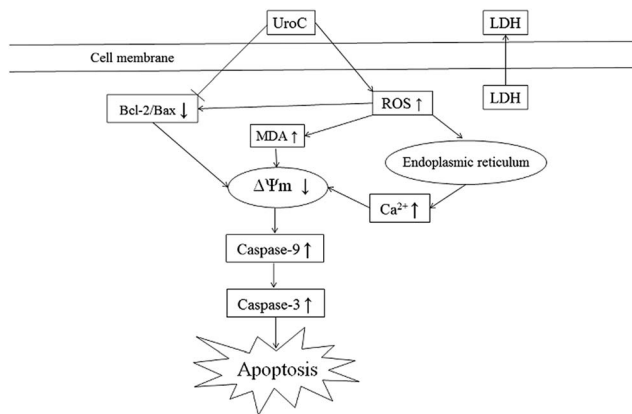 UroC
LDH
Cell membrane
LDH
Bcl-2/Bax ↓
ROS ↑
MDA ↑
Endoplasmic reticulum
ΔΨm ↓
Ca²⁺ ↑
Caspase-9 ↑
Caspase-3 ↑
Apoptosis